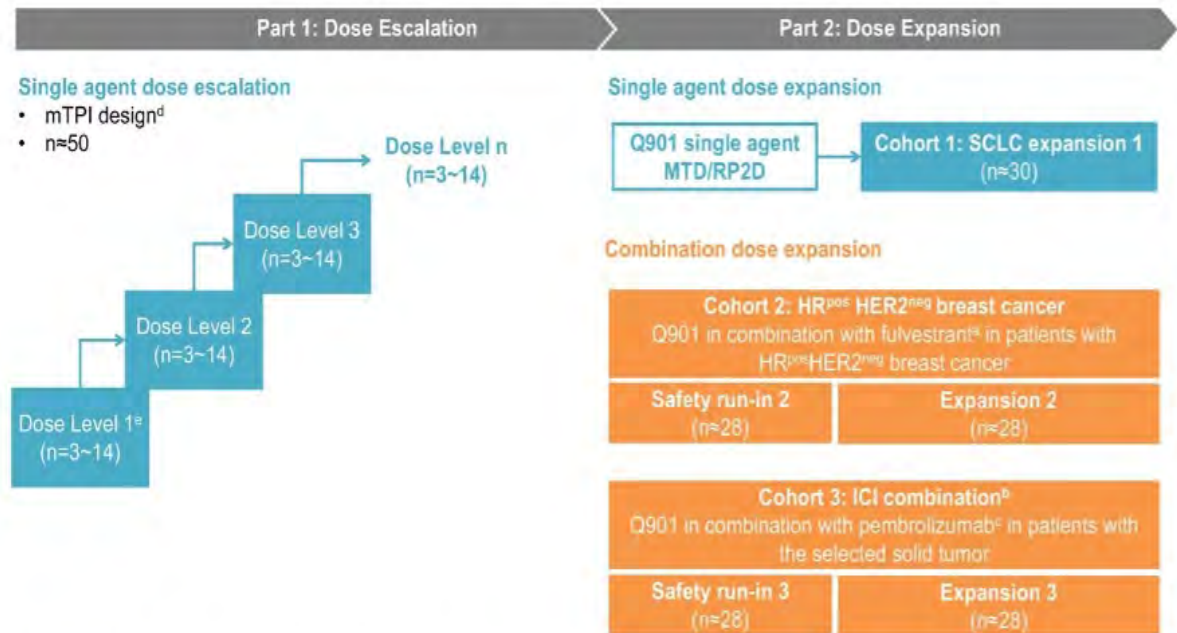 Part 1: Dose Escalation
Part 2: Dose Expansion
Single agent dose escalation
• mTPI designᵈ
• n≈50
Dose Level n
(n=3~14)
Dose Level 3
(n=3~14)
Dose Level 2
(n=3~14)
Dose Level 1ᵉ
(n=3~14)
Single agent dose expansion
Q901 single agent
MTD/RP2D
Cohort 1: SCLC expansion 1
(n≈30)
Combination dose expansion
Cohort 2: HRᵖᵒˢ HER2ⁿᵉᵍ breast cancer
Q901 in combination with fulvestrantᵃ in patients with
HRᵖᵒˢHER2ⁿᵉᵍ breast cancer
Safety run-in 2
(n≈28)
Expansion 2
(n≈28)
Cohort 3: ICI combinationᵇ
Q901 in combination with pembrolizumabᶜ in patients with
the selected solid tumor
Safety run-in 3
(n≈28)
Expansion 3
(n≈28)